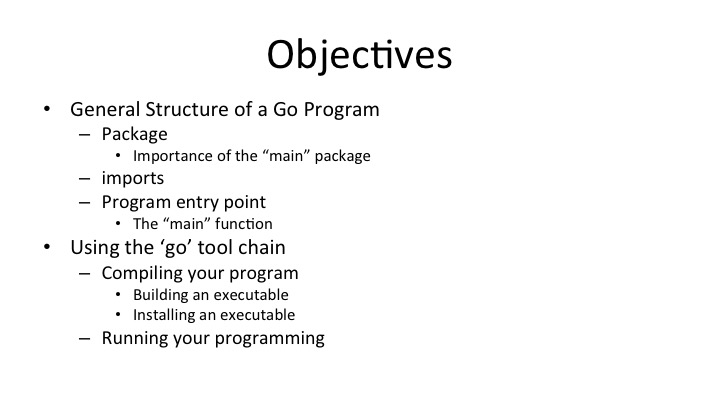 Objectives
• General Structure of a Go Program
– Package
• Importance of the “main” package
– imports
– Program entry point
• The “main” function
• Using the ‘go’ tool chain
– Compiling your program
• Building an executable
• Installing an executable
– Running your programming